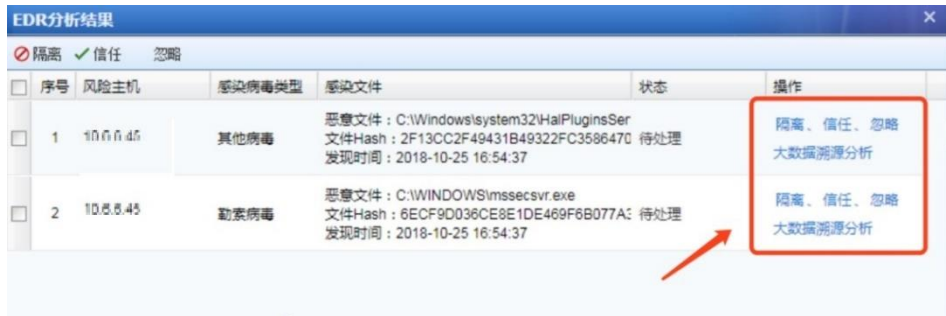 EDR分析结果
隔离 信任 忽略
序号 风险主机 感染病毒类型 感染文件 状态 操作
恶意文件：C:\Windows\system32\HalPluginsSer
1 其他病毒 文件Hash：2F13CC2F49431B49322FC3586470 待处理
发现时间：2018-10-25 16:54:37
隔离、信任、忽略
大数据溯源分析
恶意文件：C:\WINDOWS\mssecsvr.exe
2 勒索病毒 文件Hash：6ECF9D036CE8E1DE469F6B077A3 待处理
发现时间：2018-10-25 16:54:37
隔离、信任、忽略
大数据溯源分析